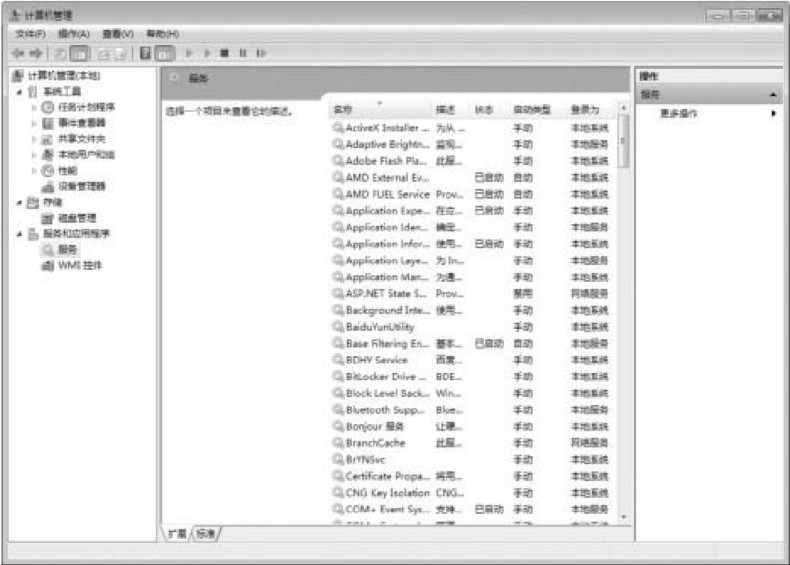 计算机管理
文件(F) 操作(A) 查看(V) 帮助(H)
计算机管理(本地)
系统工具
任务计划程序
事件查看器
共享文件夹
本地用户和组
性能
设备管理器
存储
磁盘管理
服务和应用程序
服务
WMI 控件
服务
选择一个项目来查看它的描述。
名称 描述 状态 启动类型 登录为
ActiveX Installer ... 为从 ... 手动 本地系统
Adaptive Brightn... 监视... 手动 本地服务
Adobe Flash Pla... 此服... 手动 本地系统
AMD External Ev... 已启动 自动 本地系统
AMD FUEL Service Prov... 已启动 自动 本地系统
Application Expe... 在应... 已启动 手动 本地系统
Application Iden... 确定... 手动 本地服务
Application Infor... 使用... 已启动 手动 本地系统
Application Laye... 为 In... 手动 本地服务
Application Man... 为通... 手动 本地系统
ASP.NET State S... Prov... 禁用 网络服务
Background Inte... 使用... 手动 本地系统
BaiduYunUtility 手动 本地系统
Base Filtering En... 基本... 已启动 自动 本地服务
BDHY Service 百度... 手动 本地系统
BitLocker Drive ... BDE... 手动 本地系统
Block Level Back... Win... 手动 本地系统
Bluetooth Supp... Blue... 手动 本地服务
Bonjour 服务 让硬... 手动 本地系统
BranchCache 此服... 手动 网络服务
BrYNSvc 手动 本地系统
Certificate Propa... 将用... 手动 本地系统
CNG Key Isolation CNG... 手动 本地系统
COM+ Event Sys... 支持... 已启动 手动 本地服务
扩展 标准
操作
服务
更多操作